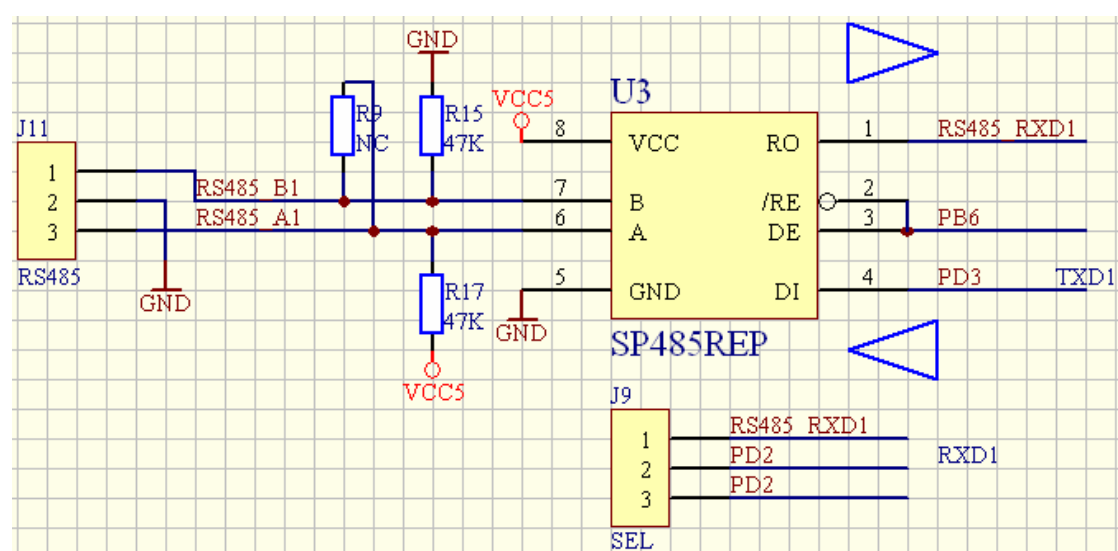 GND
U3
R9
NC
R15
47K
VCC5
J11
8
VCC
RO
1
RS485_RXD1
1
RS485_B1
7
B
/RE
2
2
RS485_A1
6
A
DE
3
PB6
3
RS485
GND
R17
47K
5
GND
GND
DI
4
PD3
TXD1
VCC5
SP485REP
J9
1
RS485_RXD1
2
PD2
RXD1
3
PD2
SEL